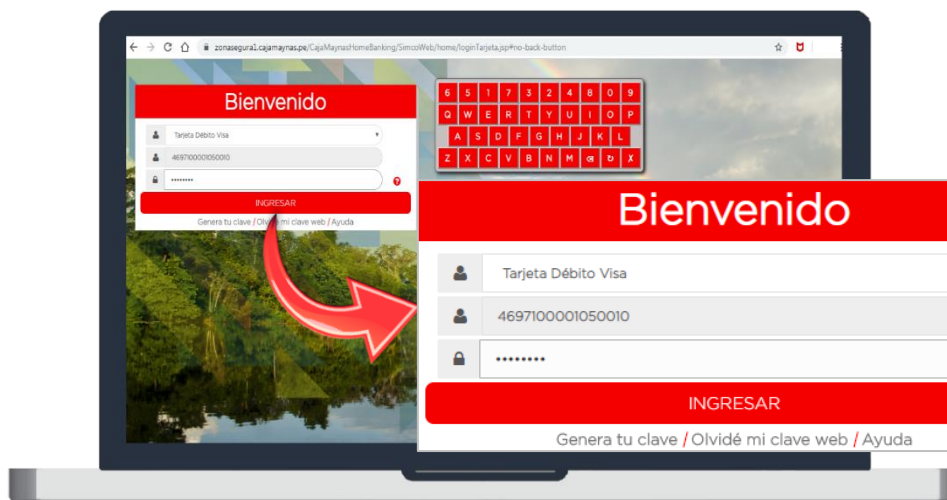 zonasegura1.cajamaynas.pe/CajaMaynasHomeBanking/SimcoWeb/home/loginTarjeta.jsp#no-back-button
Bienvenido
Tarjeta Débito Visa
4697100001050010
INGRESAR
Genera tu clave / Olvidé mi clave web / Ayuda
6 5 1 7 3 2 4 8 0 9
Q W E R T Y U I O P
A S D F G H J K L
Z X C V B N M
Bienvenido
Tarjeta Débito Visa
4697100001050010
INGRESAR
Genera tu clave / Olvidé mi clave web / Ayuda